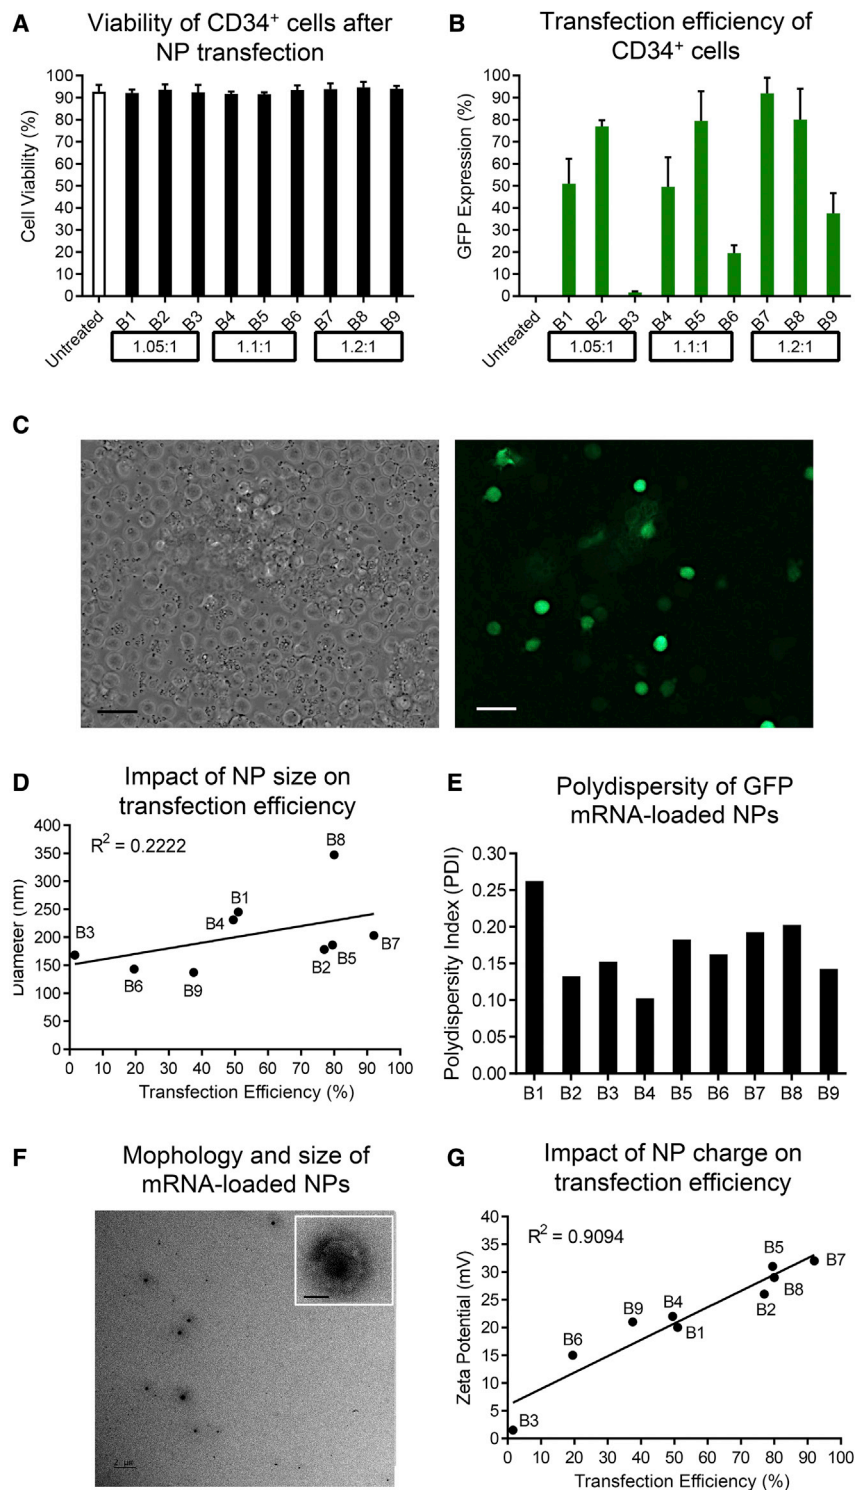 A
Viability of CD34+ cells after
NP transfection
Cell Viability (%)
100
90
80
70
60
50
40
30
20
10
0
Untreated
B1
B2
B3
B4
B5
B6
B7
B8
B9
1.05:1
1.1:1
1.2:1
B
Transfection efficiency of
CD34+ cells
GFP Expression (%)
100
90
80
70
60
50
40
30
20
10
0
Untreated
B1
B2
B3
B4
B5
B6
B7
B8
B9
1.05:1
1.1:1
1.2:1
C
D
Impact of NP size on
transfection efficiency
R2 = 0.2222
Diameter (nm)
400
350
300
250
200
150
100
50
0
B8
B1
B4
B3
B7
B5
B2
B6
B9
0 10 20 30 40 50 60 70 80 90 100
Transfection Efficiency (%)
E
Polydispersity of GFP
mRNA-loaded NPs
Polydispersity Index (PDI)
0.30
0.25
0.20
0.15
0.10
0.05
0.00
B1 B2 B3 B4 B5 B6 B7 B8 B9
F
Mophology and size of
mRNA-loaded NPs
2 μm
G
Impact of NP charge on
transfection efficiency
R2 = 0.9094
Zeta Potential (mV)
40
35
30
25
20
15
10
5
0
B5
B7
B8
B2
B9
B4
B1
B6
B3
0 10 20 30 40 50 60 70 80 90 100
Transfection Efficiency (%)